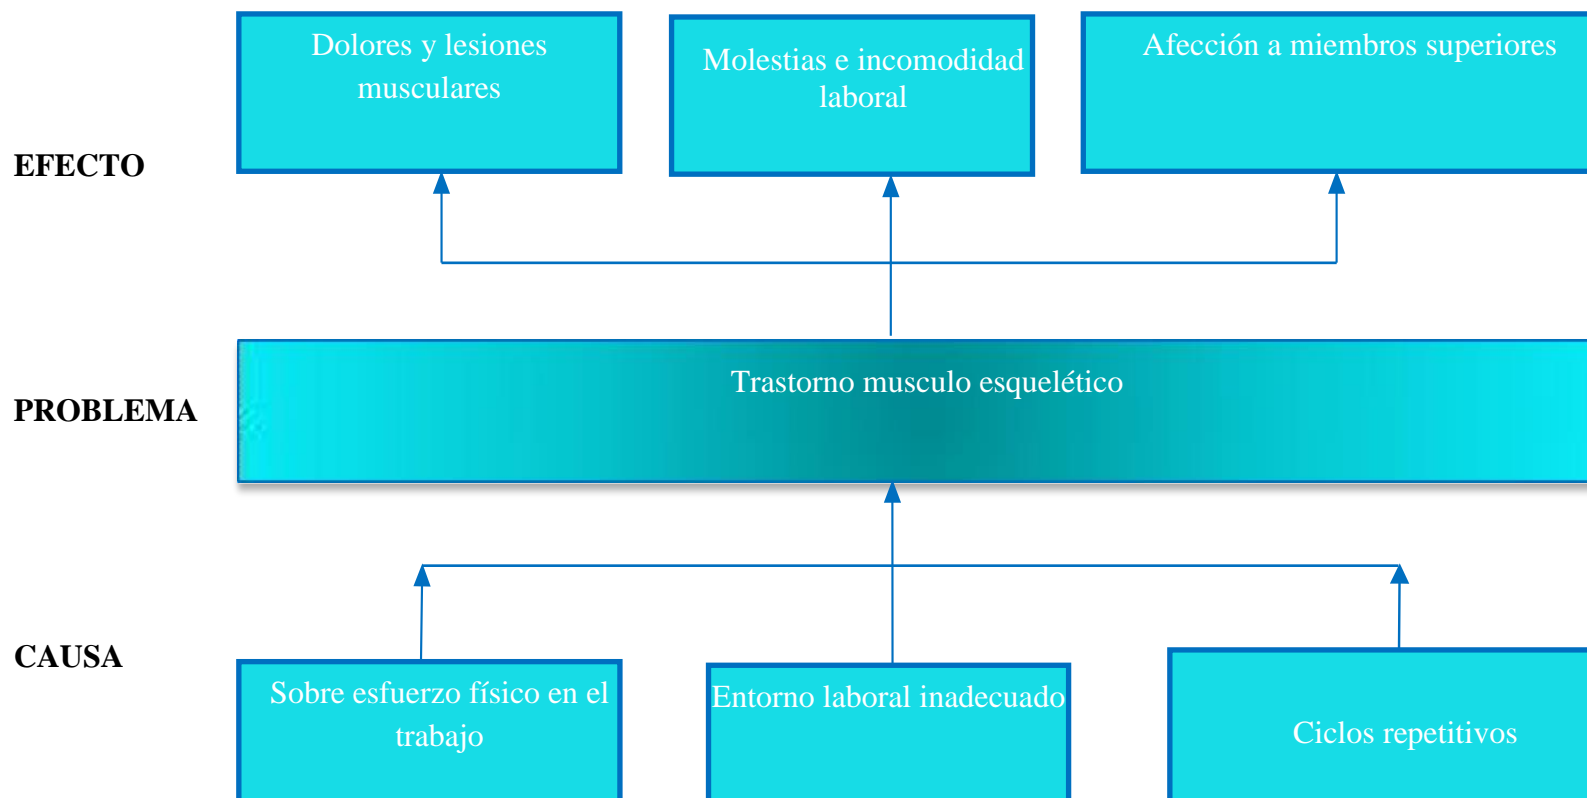 Dolores y lesiones
musculares
Molestias e incomodidad
laboral
Afección a miembros superiores
EFECTO
Trastorno musculo esquelético
PROBLEMA
CAUSA
Sobre esfuerzo físico en el
trabajo
Entorno laboral inadecuado
Ciclos repetitivos